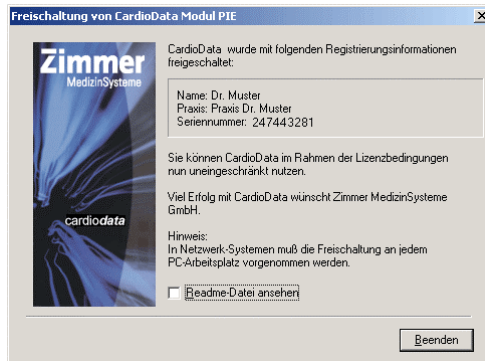 Freischaltung von CardioData Modul PIE
Zimmer
MedizinSysteme
cardiodata
CardioData wurde mit folgenden Registrierungsinformationen
freigeschaltet:
Name: Dr. Muster
Praxis: Praxis Dr. Muster
Seriennummer: 247443281
Sie können CardioData im Rahmen der Lizenzbedingungen
nun uneingeschränkt nutzen.
Viel Erfolg mit CardioData wünscht Zimmer MedizinSysteme
GmbH.
Hinweis:
In Netzwerk-Systemen muß die Freischaltung an jedem
PC-Arbeitsplatz vorgenommen werden.
Readme-Datei ansehen
Beenden